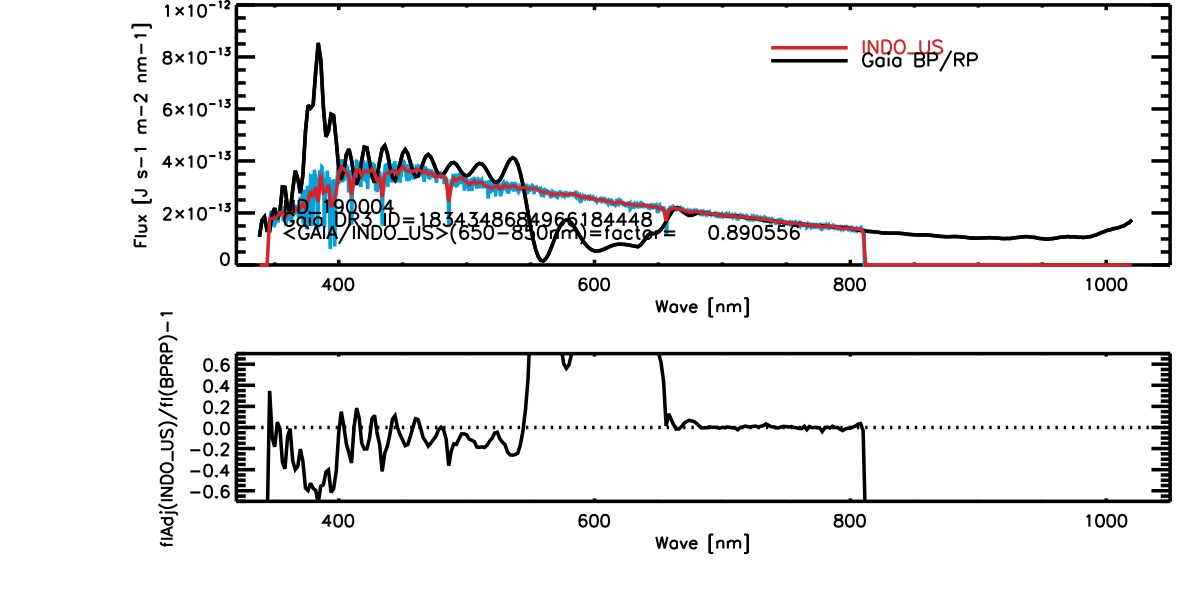 1×10−12
8×10−13
6×10−13
4×10−13
2×10−13
0
Flux [J s−1 m−2 nm−1]
INDO_US
Gaia BP/RP
HD_190004
Gaia DR3 ID=1834348684966184448
<GAIA/INDO_US>(650−850nm)=factor= 0.890556
400 600 800 1000
Wave [nm]
flAdj(INDO_US)/fl(BPRP)−1
0.6
0.4
0.2
0.0
−0.2
−0.4
−0.6
400 600 800 1000
Wave [nm]